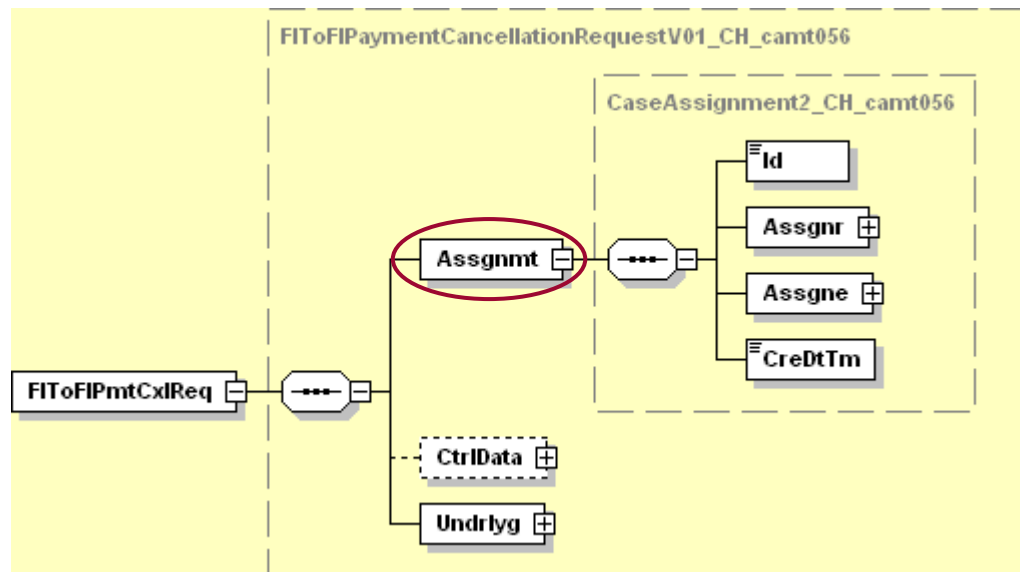 FIToFIPaymentCancellationRequestV01_CH_camt056
CaseAssignment2_CH_camt056
Id
Assgnr
Assgnmt
Assgne
CreDtTm
FIToFIPmtCxlReq
CtrlData
Undrlyg